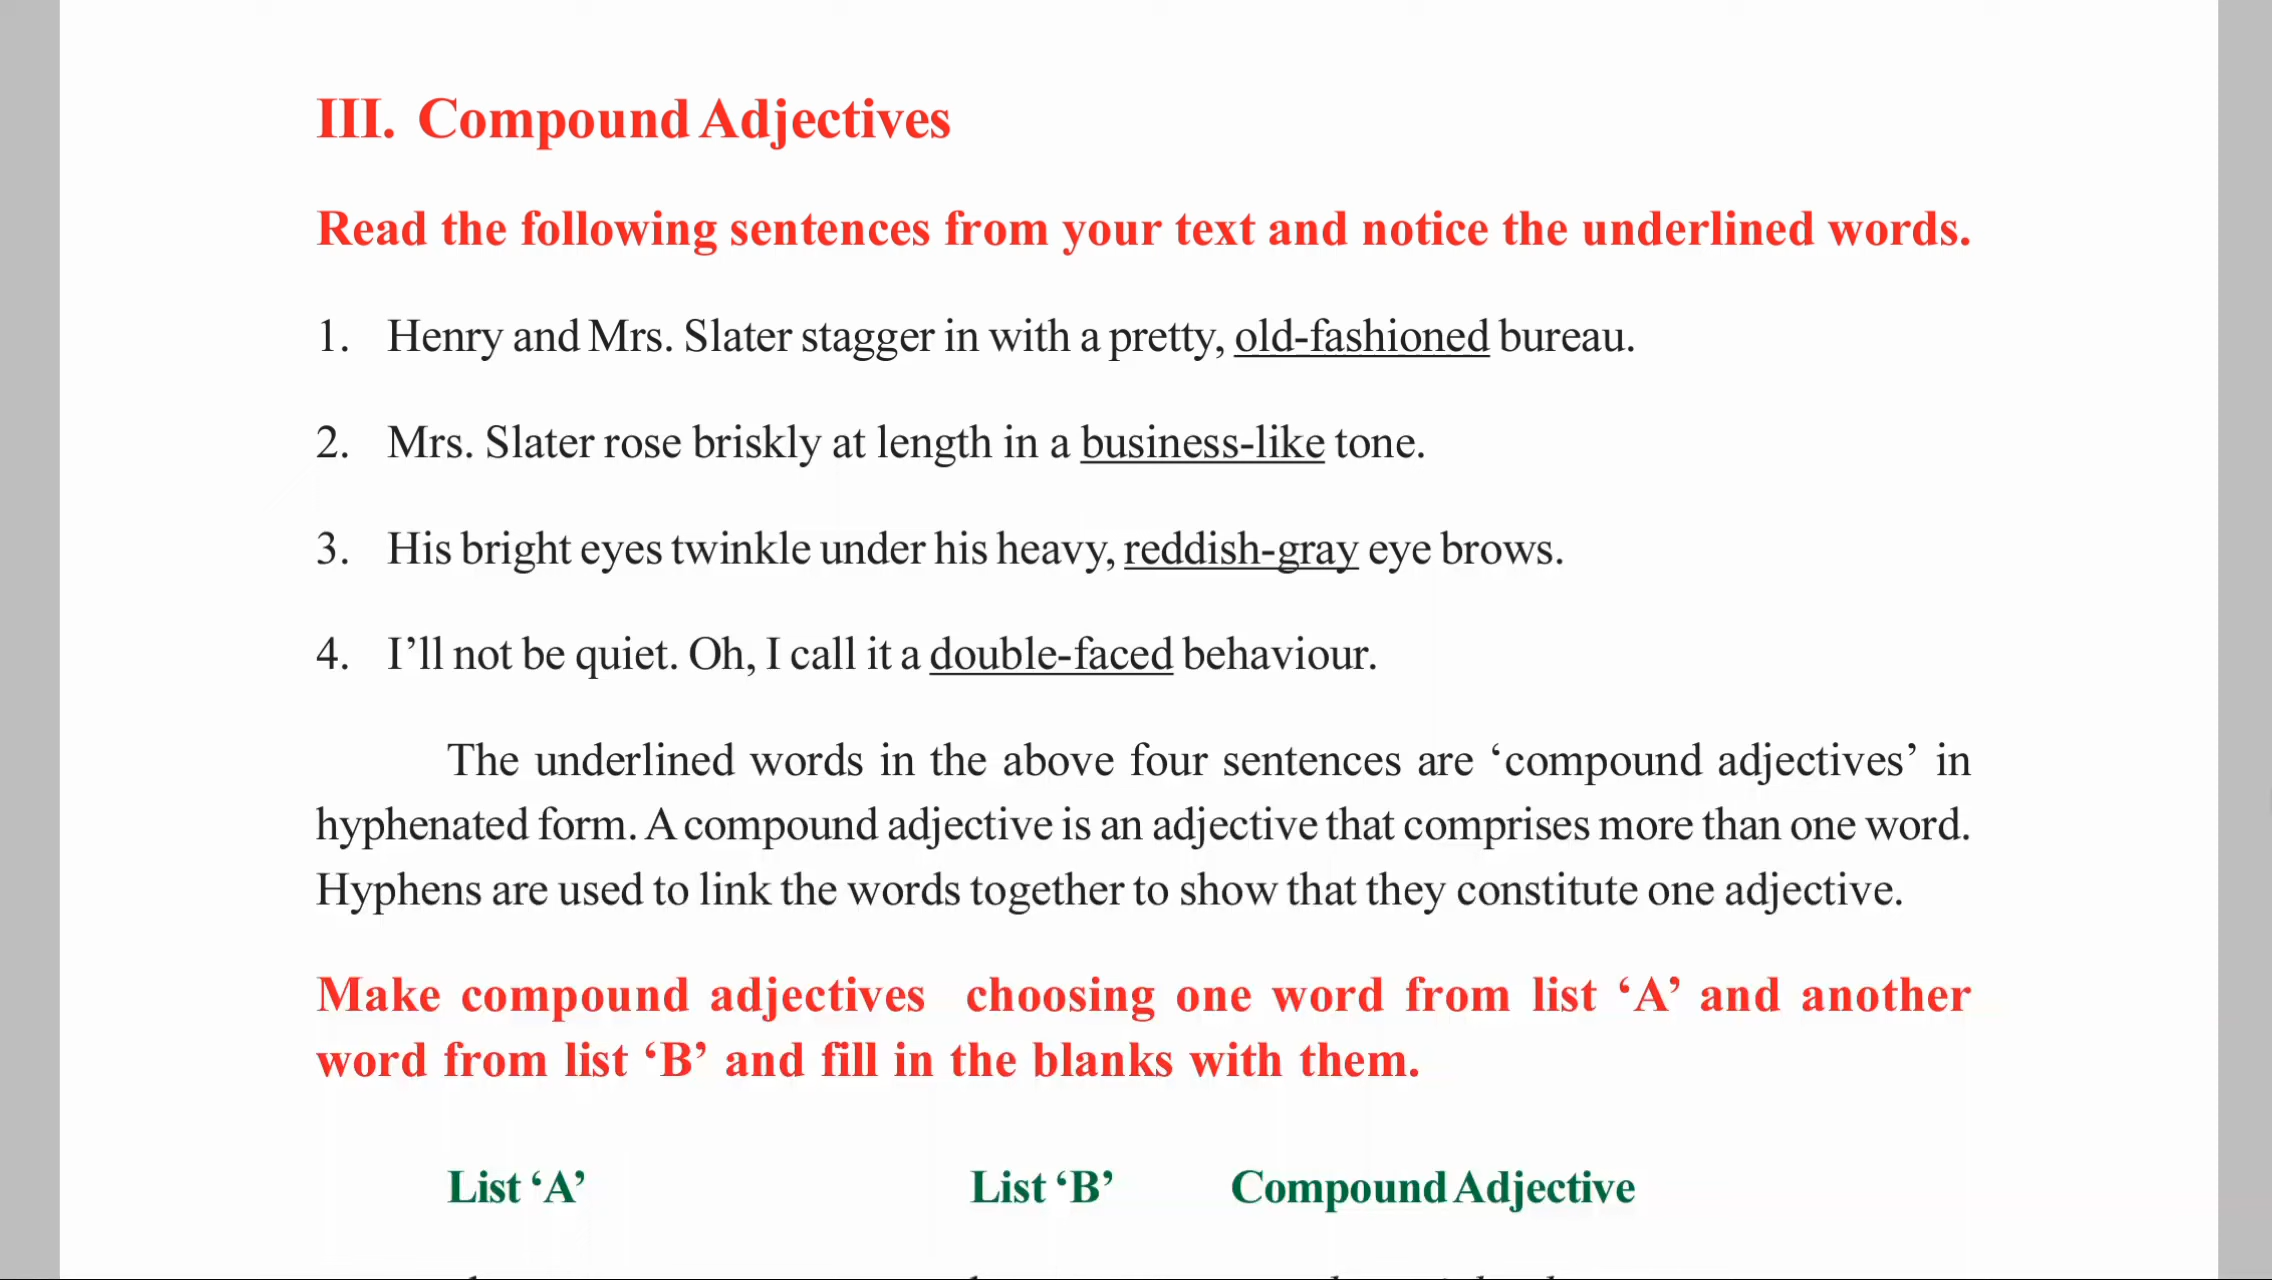 III. Compound Adjectives
Read the following sentences from your text and notice the underlined words.
1. Henry and Mrs. Slater stagger in with a pretty, old-fashioned bureau.
2. Mrs. Slater rose briskly at length in a business-like tone.
3. His bright eyes twinkle under his heavy, reddish-gray eye brows.
4. I’ll not be quiet. Oh, I call it a double-faced behaviour.
The underlined words in the above four sentences are ‘compound adjectives’ in
hyphenated form. A compound adjective is an adjective that comprises more than one word.
Hyphens are used to link the words together to show that they constitute one adjective.
Make compound adjectives choosing one word from list ‘A’ and another
word from list ‘B’ and fill in the blanks with them.
List ‘A’ List ‘B’ Compound Adjective